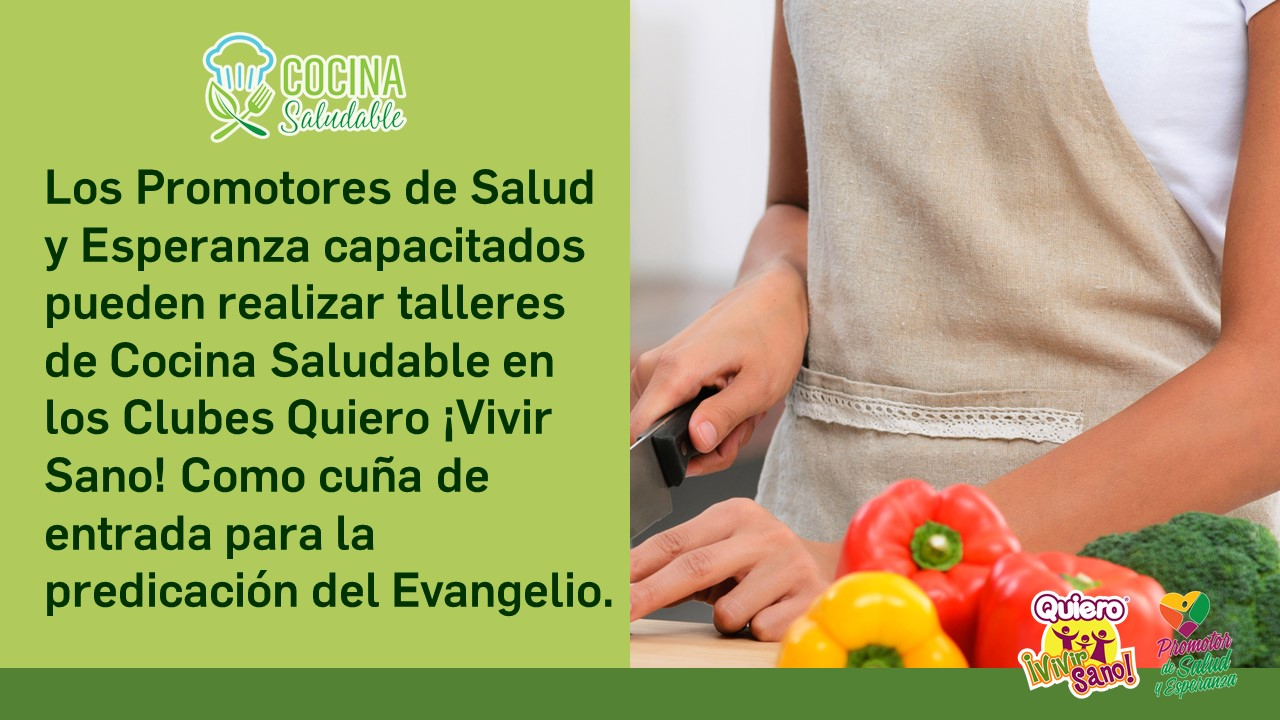 COCINA
Saludable
Los Promotores de Salud
y Esperanza capacitados
pueden realizar talleres
de Cocina Saludable en
los Clubes Quiero ¡Vivir
Sano! Como cuña de
entrada para la
predicación del Evangelio.
Quiero®
¡Vivir
Sano!
Promotor
de Salud
y Esperanza